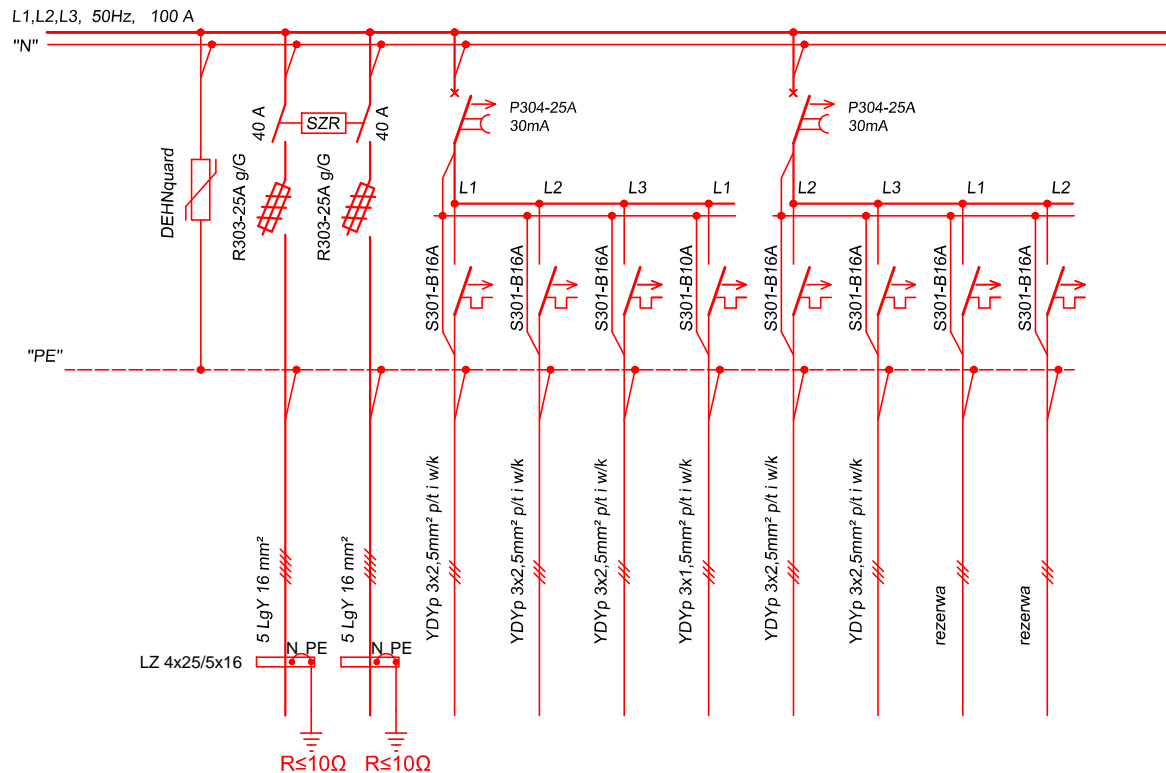 L1,L2,L3, 50Hz, 100 A
"N"
P304-25A
30mA
P304-25A
30mA
40 A
SZR
40 A
DEHNquard
R303-25A g/G
R303-25A g/G
L1
L2
L3
L1
L2
L3
L1
L2
S301-B16A
S301-B16A
S301-B16A
S301-B10A
S301-B16A
S301-B16A
S301-B16A
S301-B16A
"PE"
5 LgY 16 mm²
5 LgY 16 mm²
YDYp 3x2,5mm² p/t i w/k
YDYp 3x2,5mm² p/t i w/k
YDYp 3x2,5mm² p/t i w/k
YDYp 3x1,5mm² p/t i w/k
YDYp 3x2,5mm² p/t i w/k
YDYp 3x2,5mm² p/t i w/k
rezerwa
rezerwa
N PE
N PE
LZ 4x25/5x16
R≤10Ω
R≤10Ω